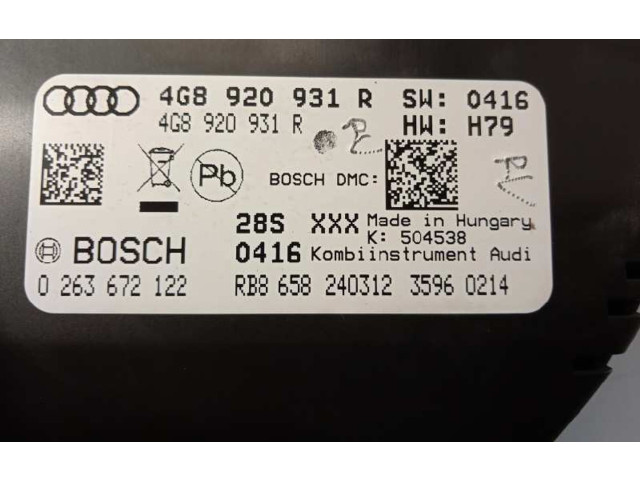 4G8 920 931 R SW: 0416
4G8 920 931 R HW: H79
Pb BOSCH DMC:
28S XXX Made in Hungary
K: 504538
BOSCH 0416 Kombiinstrument Audi
0 263 672 122 RB8 658 240312 3596 0214